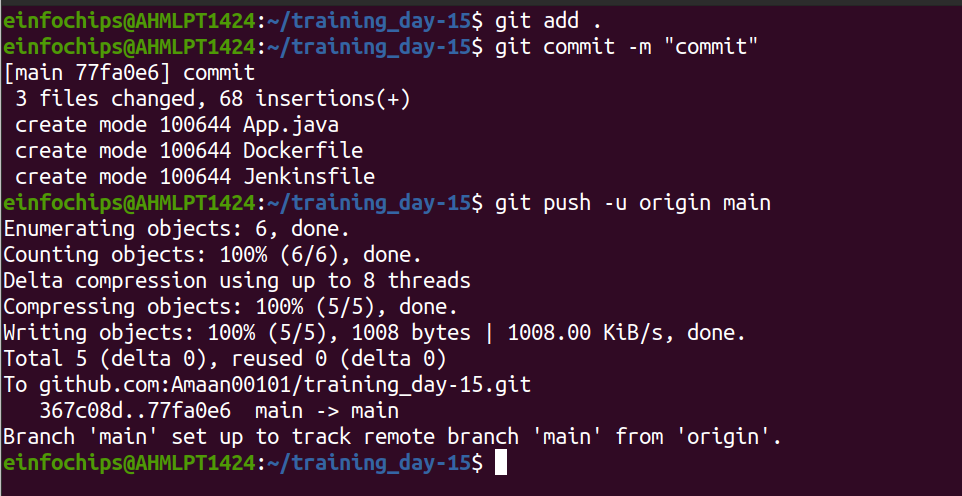 einfochips@AHMLPT1424:~/training_day-15$ git add .
einfochips@AHMLPT1424:~/training_day-15$ git commit -m "commit"
[main 77fa0e6] commit
 3 files changed, 68 insertions(+)
 create mode 100644 App.java
 create mode 100644 Dockerfile
 create mode 100644 Jenkinsfile
einfochips@AHMLPT1424:~/training_day-15$ git push -u origin main
Enumerating objects: 6, done.
Counting objects: 100% (6/6), done.
Delta compression using up to 8 threads
Compressing objects: 100% (5/5), done.
Writing objects: 100% (5/5), 1008 bytes | 1008.00 KiB/s, done.
Total 5 (delta 0), reused 0 (delta 0)
To github.com:Amaan00101/training_day-15.git
   367c08d..77fa0e6  main -> main
Branch 'main' set up to track remote branch 'main' from 'origin'.
einfochips@AHMLPT1424:~/training_day-15$